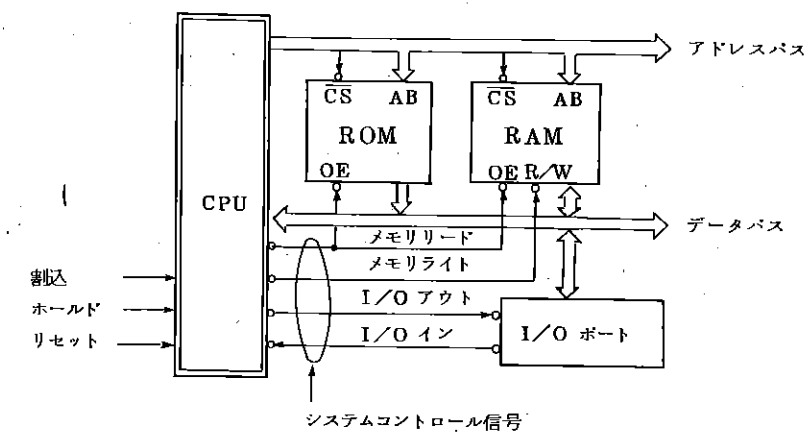 アドレスバス
CS AB
ROM
OE
CS AB
RAM
OE R/W
CPU
データバス
メモリリード
メモリライト
I/O アウト
I/O イン
I/O ポート
割込
ホールド
リセット
システムコントロール信号